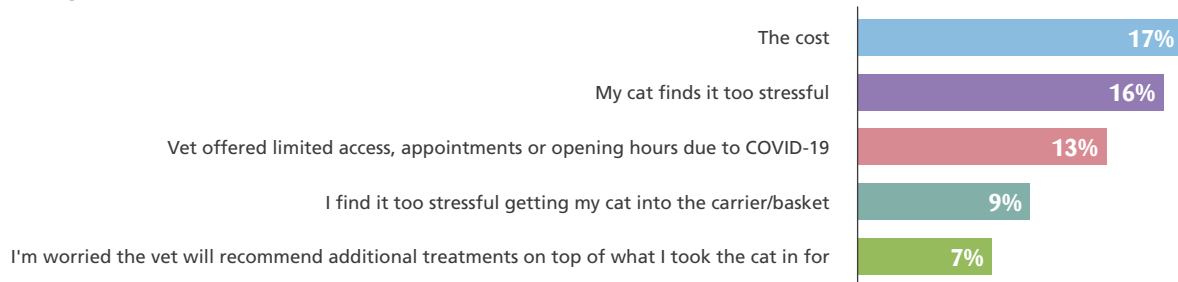 The cost 17%
My cat finds it too stressful 16%
Vet offered limited access, appointments or opening hours due to COVID-19 13%
I find it too stressful getting my cat into the carrier/basket 9%
I'm worried the vet will recommend additional treatments on top of what I took the cat in for 7%